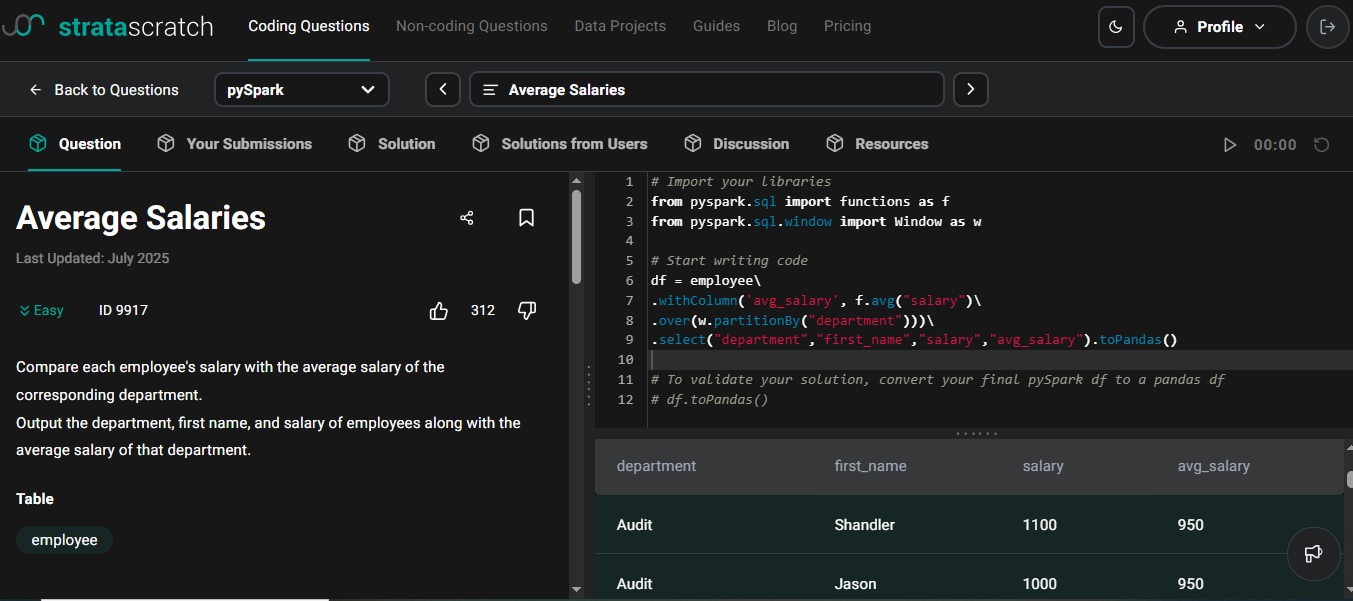 stratascratch
Coding Questions
Non-coding Questions
Data Projects
Guides
Blog
Pricing
Profile
Back to Questions
pySpark
Average Salaries
Question
Your Submissions
Solution
Solutions from Users
Discussion
Resources
00:00
Average Salaries
Last Updated: July 2025
Easy
ID 9917
312
Compare each employee's salary with the average salary of the
corresponding department.
Output the department, first name, and salary of employees along with the
average salary of that department.
Table
employee
1 # Import your libraries
2 from pyspark.sql import functions as f
3 from pyspark.sql.window import Window as w
4
5 # Start writing code
6 df = employee\
7 .withColumn('avg_salary', f.avg("salary")\
8 .over(w.partitionBy("department")))\
9 .select("department","first_name","salary","avg_salary").toPandas()
10
11 # To validate your solution, convert your final pySpark df to a pandas df
12 # df.toPandas()
department first_name salary avg_salary
Audit Shandler 1100 950
Audit Jason 1000 950